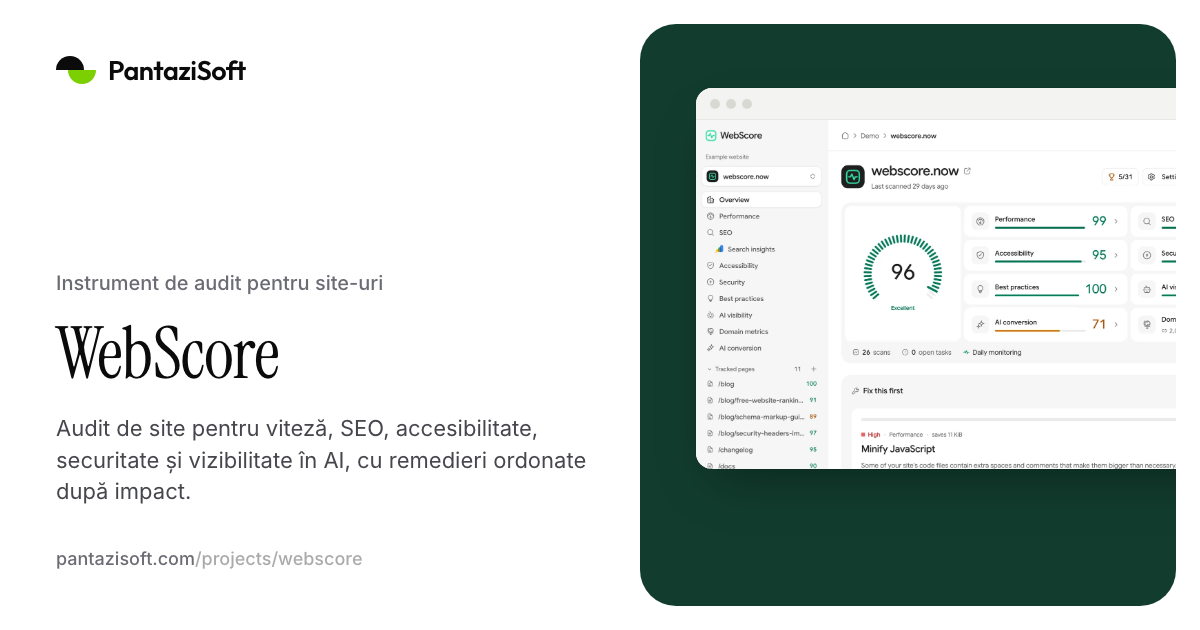 PantaziSoft
Instrument de audit pentru site-uri
WebScore
Audit de site pentru viteză, SEO, accesibilitate,
securitate și vizibilitate în AI, cu remedieri ordonate
după impact.
pantazisoft.com/projects/webscore
WebScore
Example website
webscore.now
Overview
Performance
SEO
Search insights
Accessibility
Security
Best practices
AI visibility
Domain metrics
AI conversion
Tracked pages 11
/blog 100
/blog/free-website-rankin... 91
/blog/schema-markup-gui... 89
/blog/security-headers-im... 97
/changelog 95
/docs 90
Demo > webscore.now
webscore.now
Last scanned 29 days ago
5/31
96
Excellent
Performance 99
Accessibility 95
Best practices 100
AI conversion 71
SEO
26 scans 0 open tasks Daily monitoring
Fix this first
High · Performance · saves 11 KiB
Minify JavaScript
Some of your site's code files contain extra spaces and comments that make them bigger than necessary.